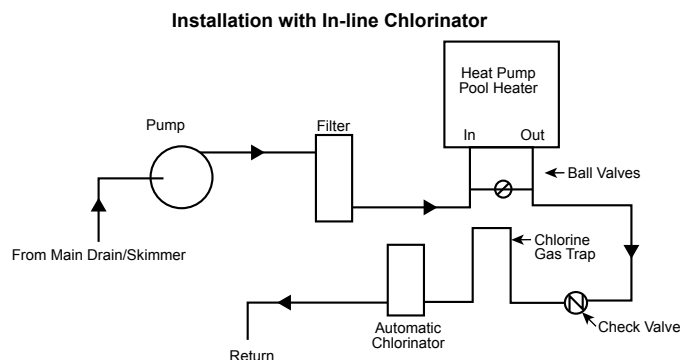 Installation with In-line Chlorinator
Heat Pump
Pool Heater
In
Out
Pump
Filter
Ball Valves
From Main Drain/Skimmer
Chlorine
Gas Trap
Automatic
Chlorinator
Check Valve
Return